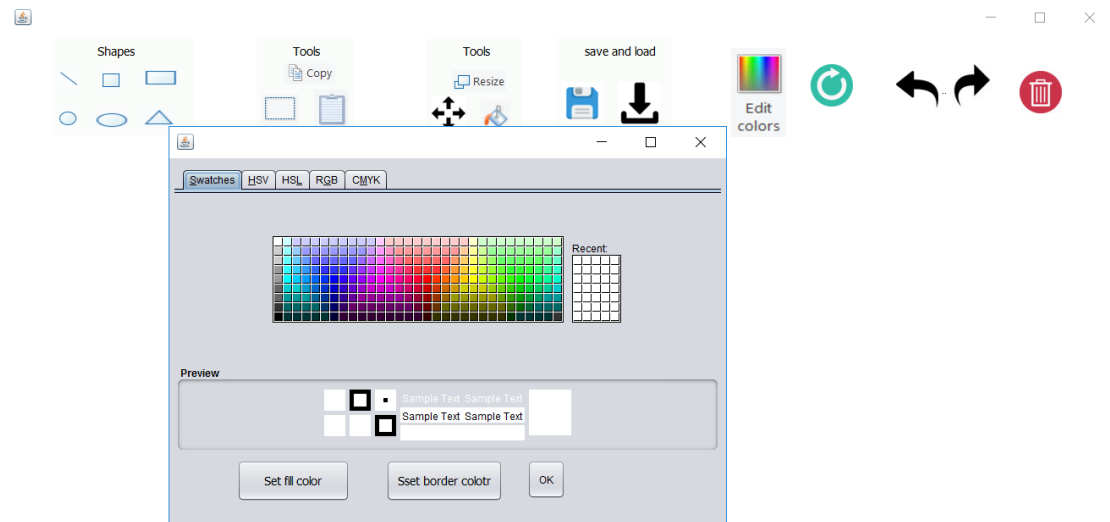 Shapes
Tools
Tools
save and load
Copy
Resize
Edit
colors
Swatches HSV HSL RGB CMYK
Recent:
Preview
Sample Text Sample Text
Sample Text Sample Text
Set fill color
Sset border colotr
OK